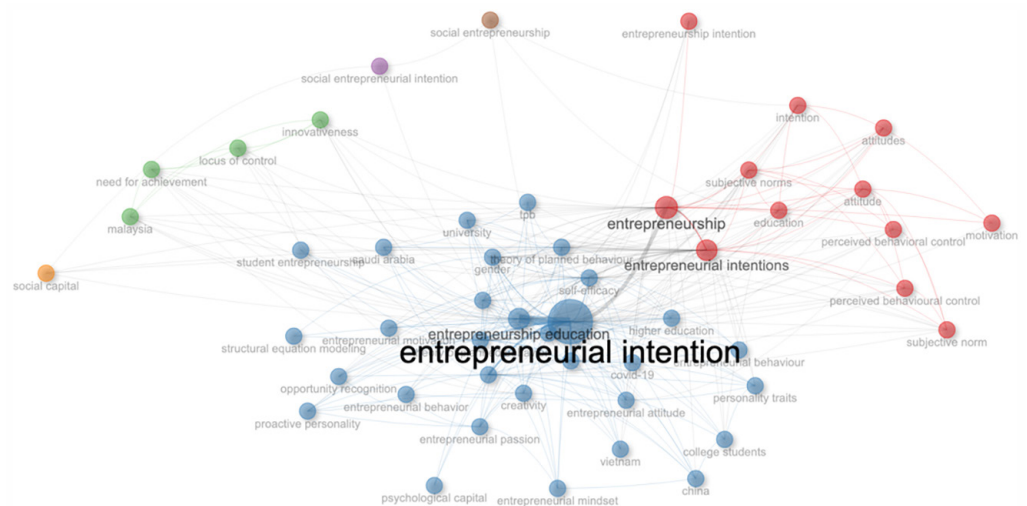 social entrepreneurship
entrepreneurship intention
social entrepreneurial intention
intention
innovativeness
attitudes
locus of control
need for achievement
subjective norms
attitude
malaysia
tpb
entrepreneurship
education
university
perceived behavioral control
motivation
student entrepreneurship
saudi arabia
gender
theory of planned behaviour
entrepreneurial intentions
social capital
self-efficacy
perceived behavioural control
entrepreneurship education
higher education
subjective norm
structural equation modeling
entrepreneurial motivation
entrepreneurial intention
entrepreneurial behaviour
covid-19
opportunity recognition
personality traits
entrepreneurial behavior
creativity
entrepreneurial attitude
proactive personality
entrepreneurial passion
college students
vietnam
psychological capital
entrepreneurial mindset
china